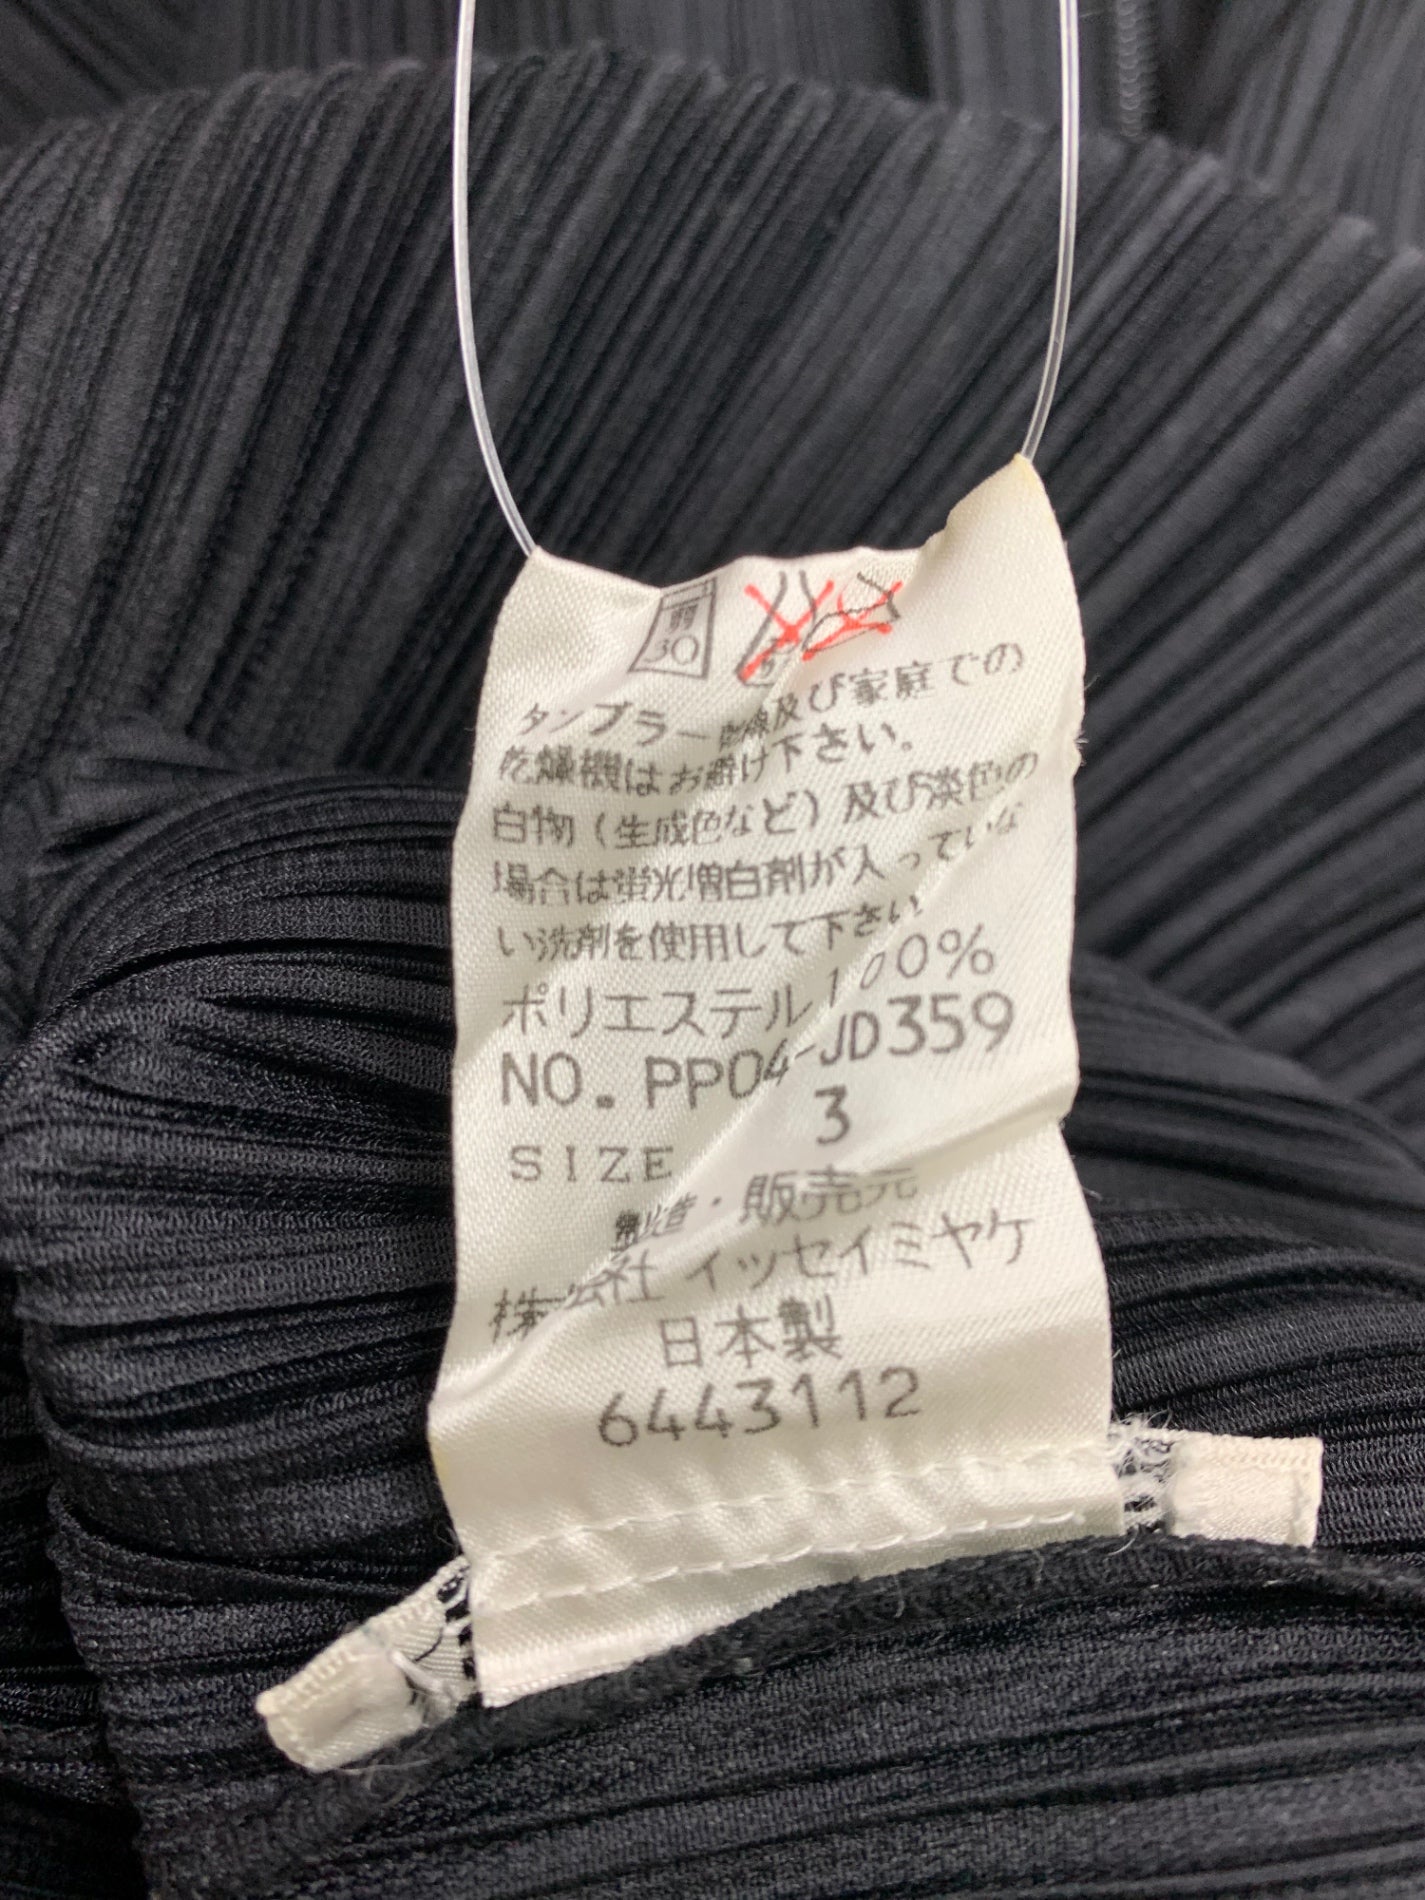 弱
30
タンブラー乾燥及び家庭での
乾燥機はお避け下さい。
白物(生成色など)及び淡色の
場合は蛍光増白剤が入っていな
い洗剤を使用して下さい
ポリエステル100%
NO. PP04-JD359
SIZE 3
製造・販売元
株式会社 イッセイミヤケ
日本製
6443112